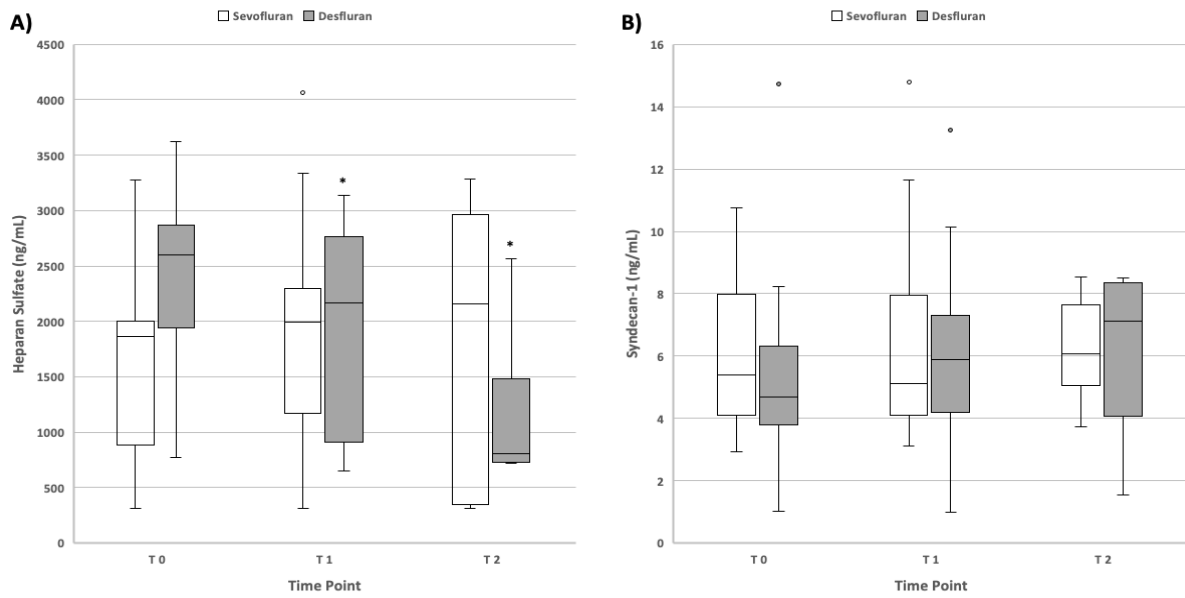 A)
Sevofluran Desfluran
4500
4000
3500
3000
2500
2000
1500
1000
500
0
Heparan Sulfate (ng/mL)
*
*
T 0 T 1 T 2
Time Point
B)
Sevofluran Desfluran
16
14
12
10
8
6
4
2
0
Syndecan-1 (ng/mL)
T 0 T 1 T 2
Time Point